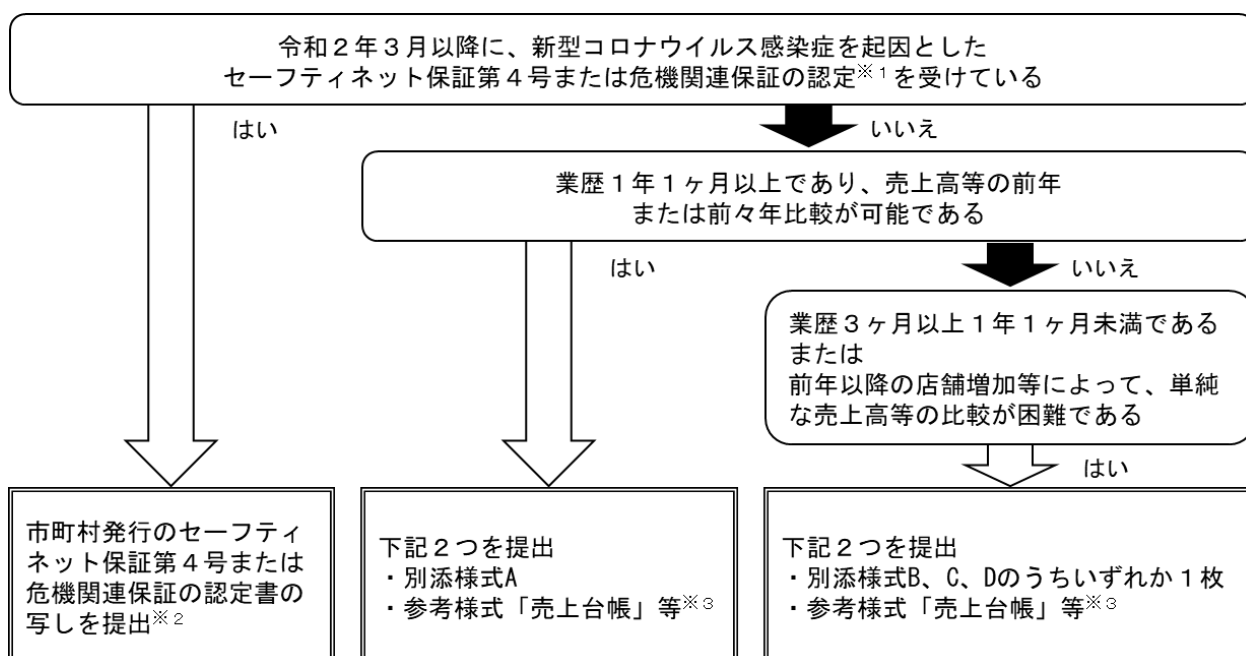 令和２年３月以降に、新型コロナウイルス感染症を起因とした
セーフティネット保証第４号または危機関連保証の認定※１を受けている
はい
いいえ
業歴１年１ヶ月以上であり、売上高等の前年
または前々年比較が可能である
はい
いいえ
業歴３ヶ月以上１年１ヶ月未満である
または
前年以降の店舗増加等によって、単純
な売上高等の比較が困難である
はい
市町村発行のセーフティ
ネット保証第４号または
危機関連保証の認定書の
写しを提出※２
下記２つを提出
・別添様式A
・参考様式「売上台帳」等※３
下記２つを提出
・別添様式B、C、Dのうちいずれか１枚
・参考様式「売上台帳」等※３